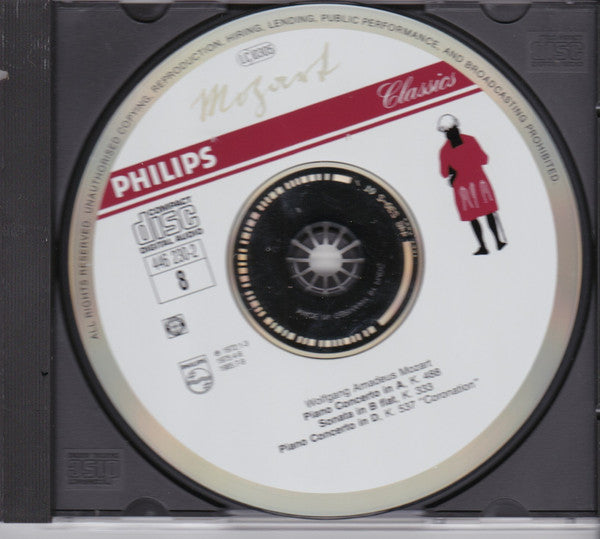 ALL RIGHTS RESERVED. UNAUTHORISED COPYING, REPRODUCTION, HIRING, LENDING, PUBLIC PERFORMANCE, AND BROADCASTING PROHIBITED.
LC 0305
Mozart
Classics
PHILIPS
COMPACT
disc
DIGITAL AUDIO
446 230-2
8
PHILIPS
Wolfgang Amadeus Mozart
Piano Concerto in A, K. 488
Sonata in B flat, K. 333
Piano Concerto in D, K. 537 "Coronation"